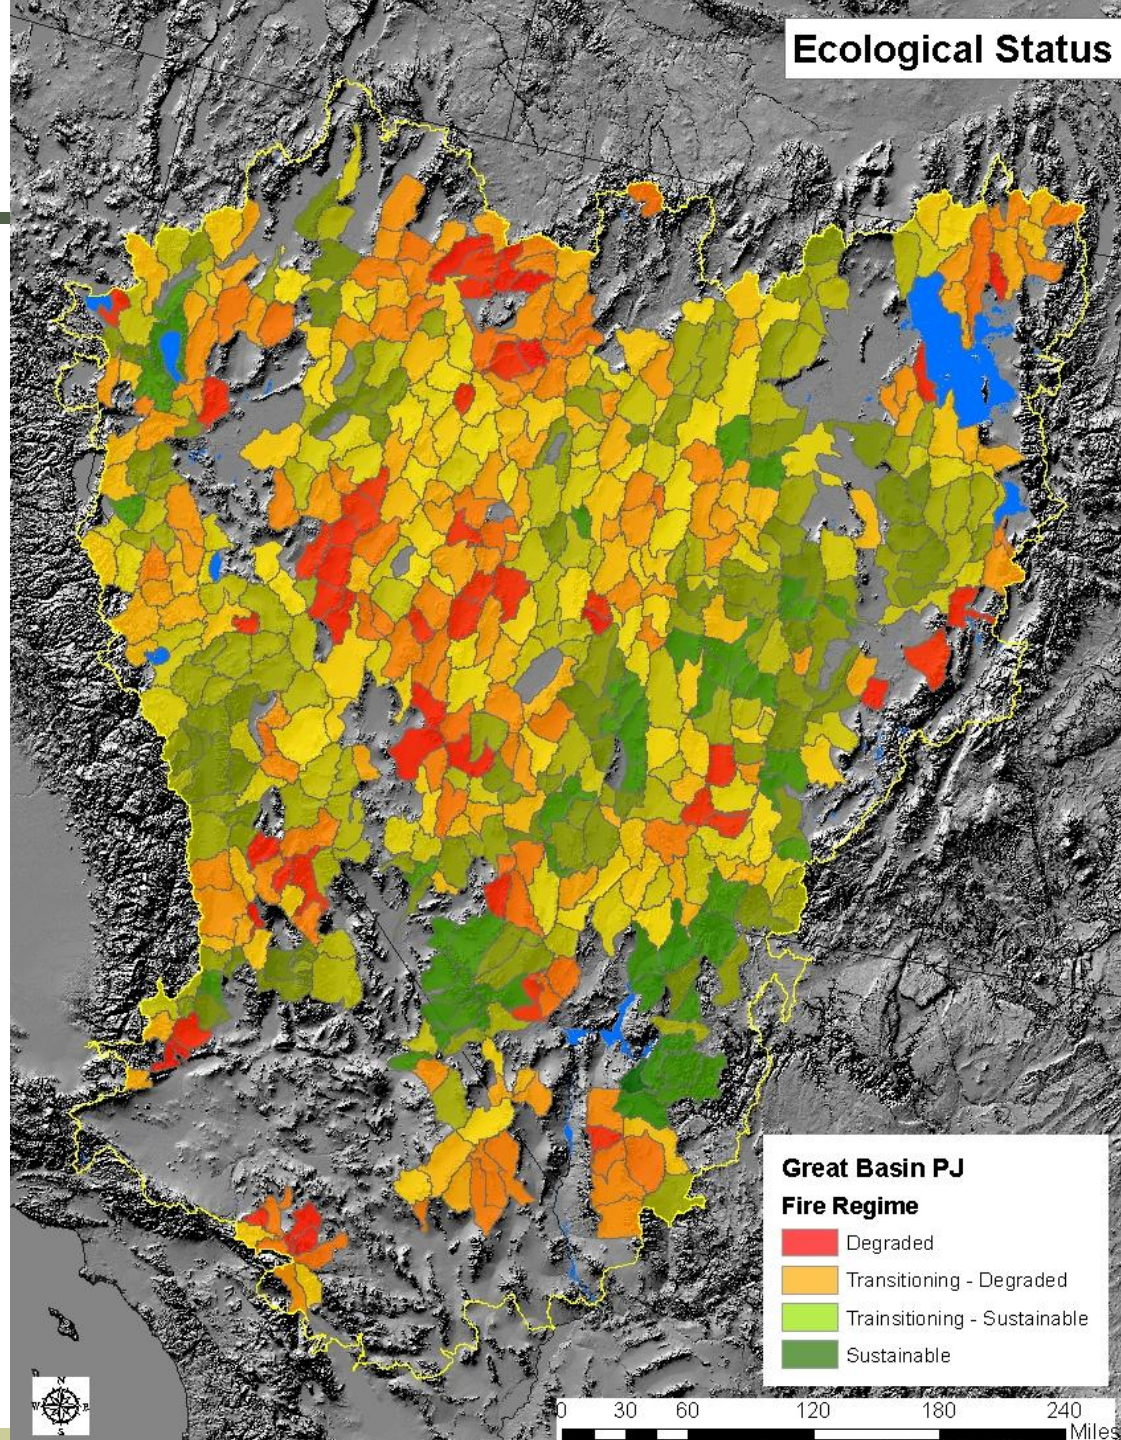 Ecological Status
Great Basin PJ
Fire Regime
Degraded
Transitioning - Degraded
Trainsitioning - Sustainable
Sustainable
N
W E
S
0 30 60 120 180 240
Miles